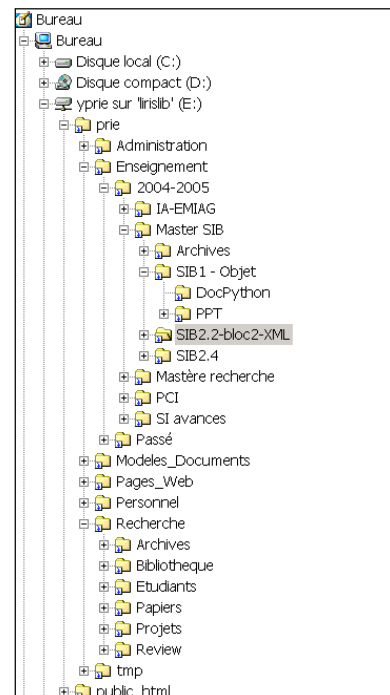 Bureau
Bureau
Disque local (C:)
Disque compact (D:)
yprie sur 'lirislib' (E:)
prie
Administration
Enseignement
2004-2005
IA-EMIAG
Master SIB
Archives
SIB1 - Objet
DocPython
PPT
SIB2.2-bloc2-XML
SIB2.4
Mastère recherche
PCI
SI avances
Passé
Modeles_Documents
Pages_Web
Personnel
Recherche
Archives
Bibliotheque
Etudiants
Papiers
Projets
Review
tmp
public_html